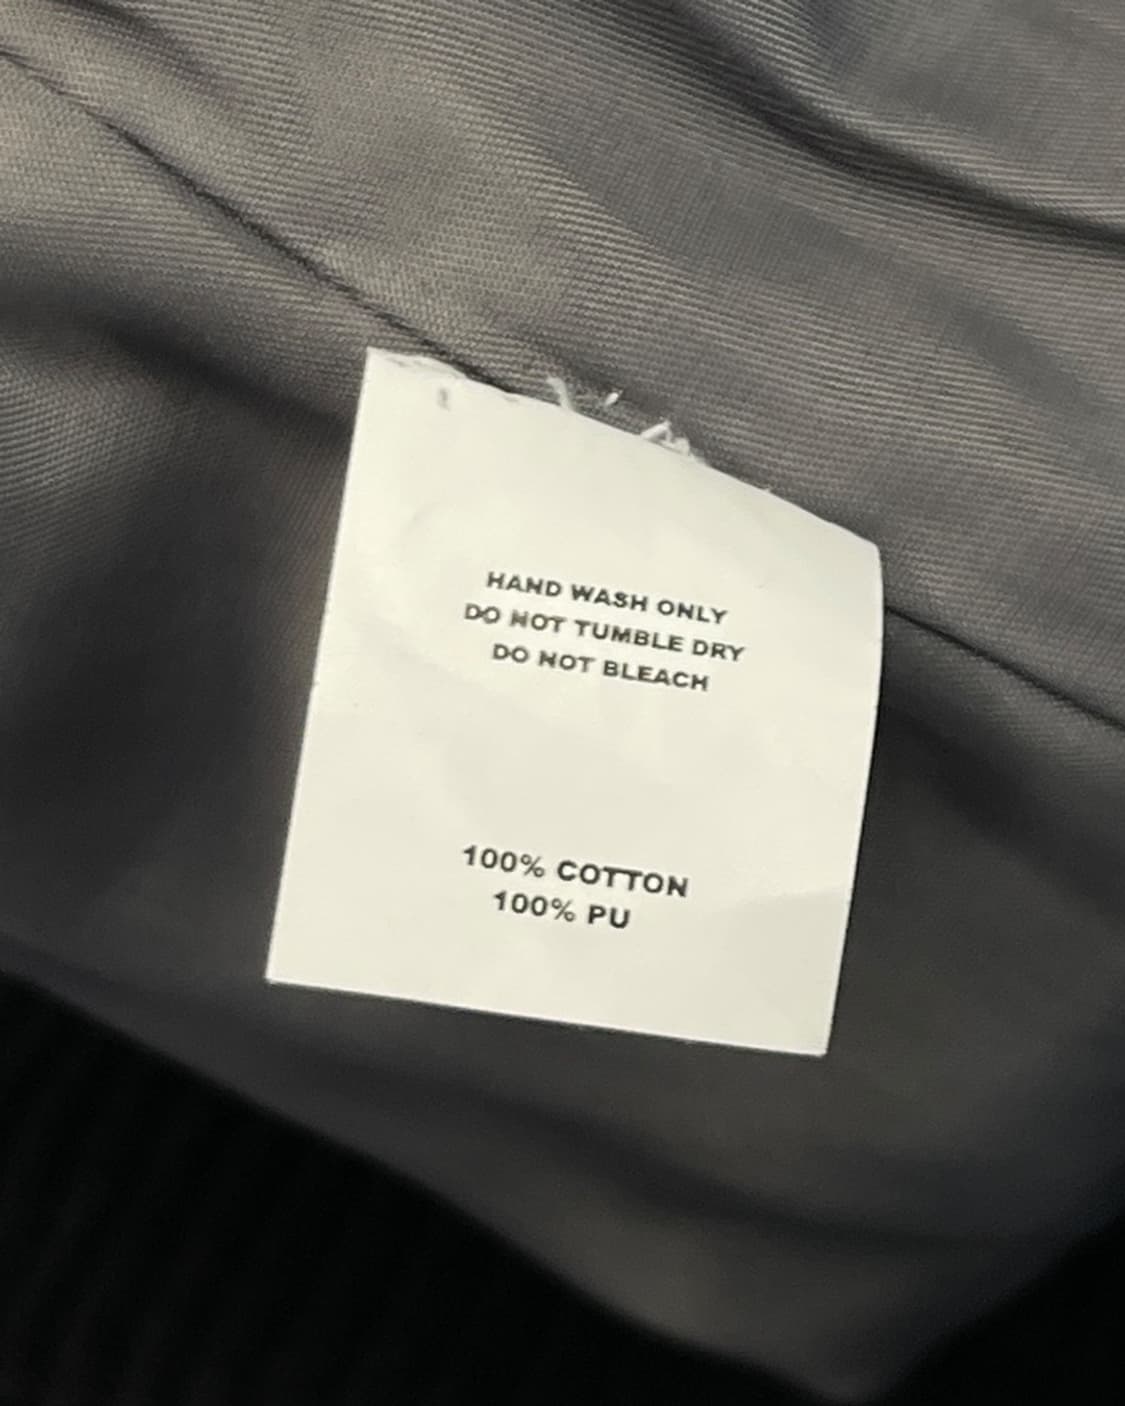 HAND WASH ONLY
DO NOT TUMBLE DRY
DO NOT BLEACH
100% COTTON
100% PU